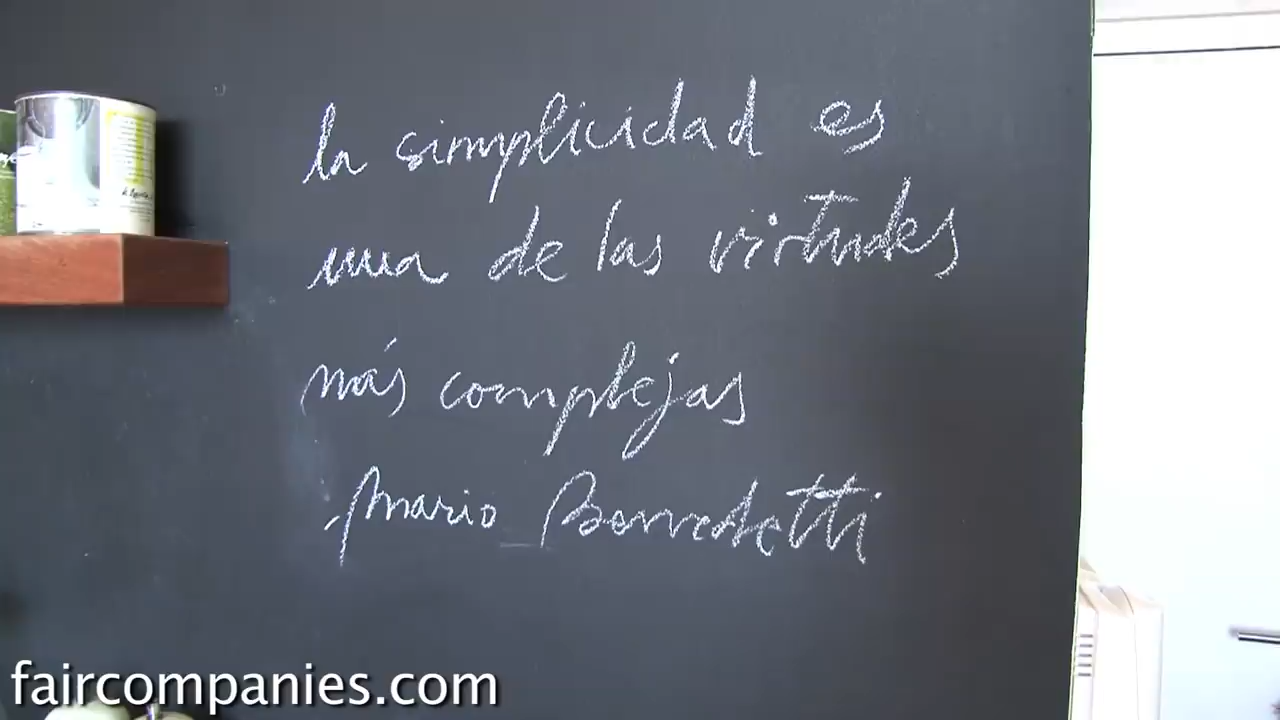 la simplicidad es
una de las virtudes
más complejas
Mario Benedetti
faircompanies.com